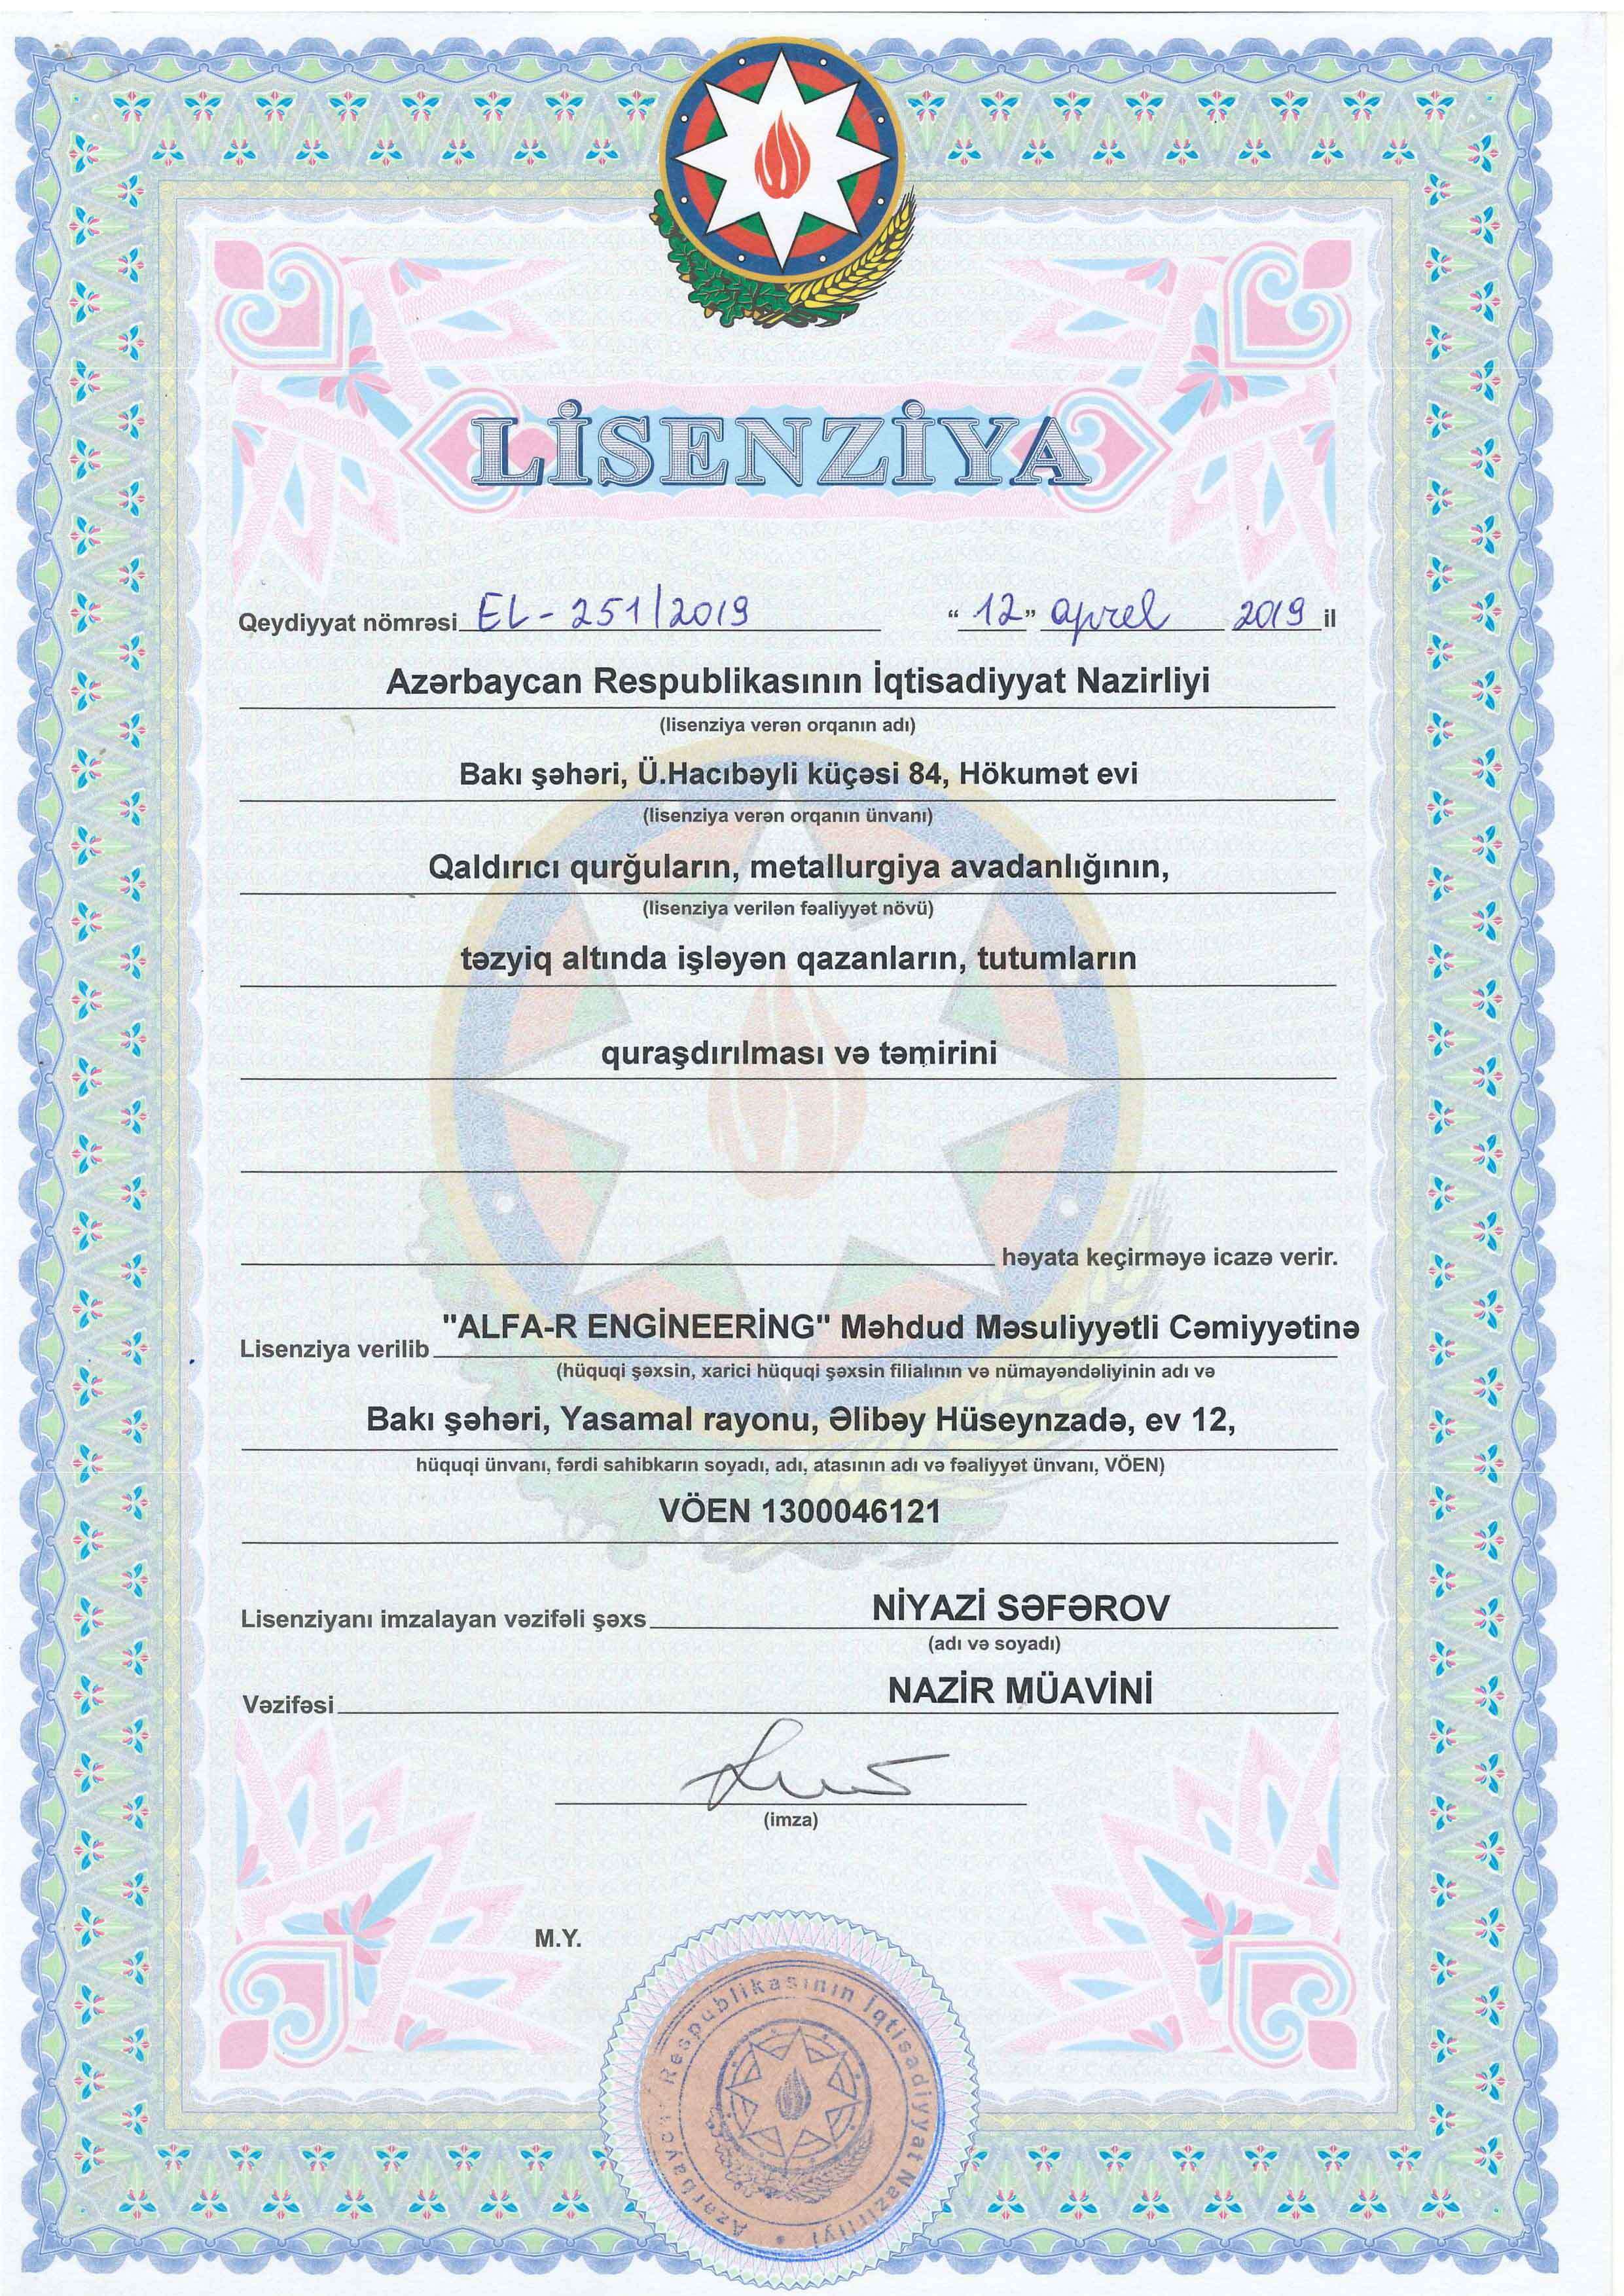 LİSENZİYA
Qeydiyyat nömrəsi EL-251/2019 “12” aprel 2019 il
Azərbaycan Respublikasının İqtisadiyyat Nazirliyi
(lisenziya verən orqanın adı)
Bakı şəhəri, Ü.Hacıbəyli küçəsi 84, Hökumət evi
(lisenziya verən orqanın ünvanı)
Qaldırıcı qurğuların, metallurgiya avadanlığının,
(lisenziya verilən fəaliyyət növü)
təzyiq altında işləyən qazanların, tutumların
quraşdırılması və təmirini
həyata keçirməyə icazə verir.
Lisenziya verilib "ALFA-R ENGİNEERİNG" Məhdud Məsuliyyətli Cəmiyyətinə
(hüquqi şəxsin, xarici hüquqi şəxsin filialının və nümayəndəliyinin adı və
Bakı şəhəri, Yasamal rayonu, Əlibəy Hüseynzadə, ev 12,
hüquqi ünvanı, fərdi sahibkarın soyadı, adı, atasının adı və fəaliyyət ünvanı, VÖEN)
VÖEN 1300046121
Lisenziyanı imzalayan vəzifəli şəxs NİYAZİ SƏFƏROV
(adı və soyadı)
Vəzifəsi NAZİR MÜAVİNİ
(imza)
M.Y.
Azərbaycan Respublikasının İqtisadiyyat Nazirliyi